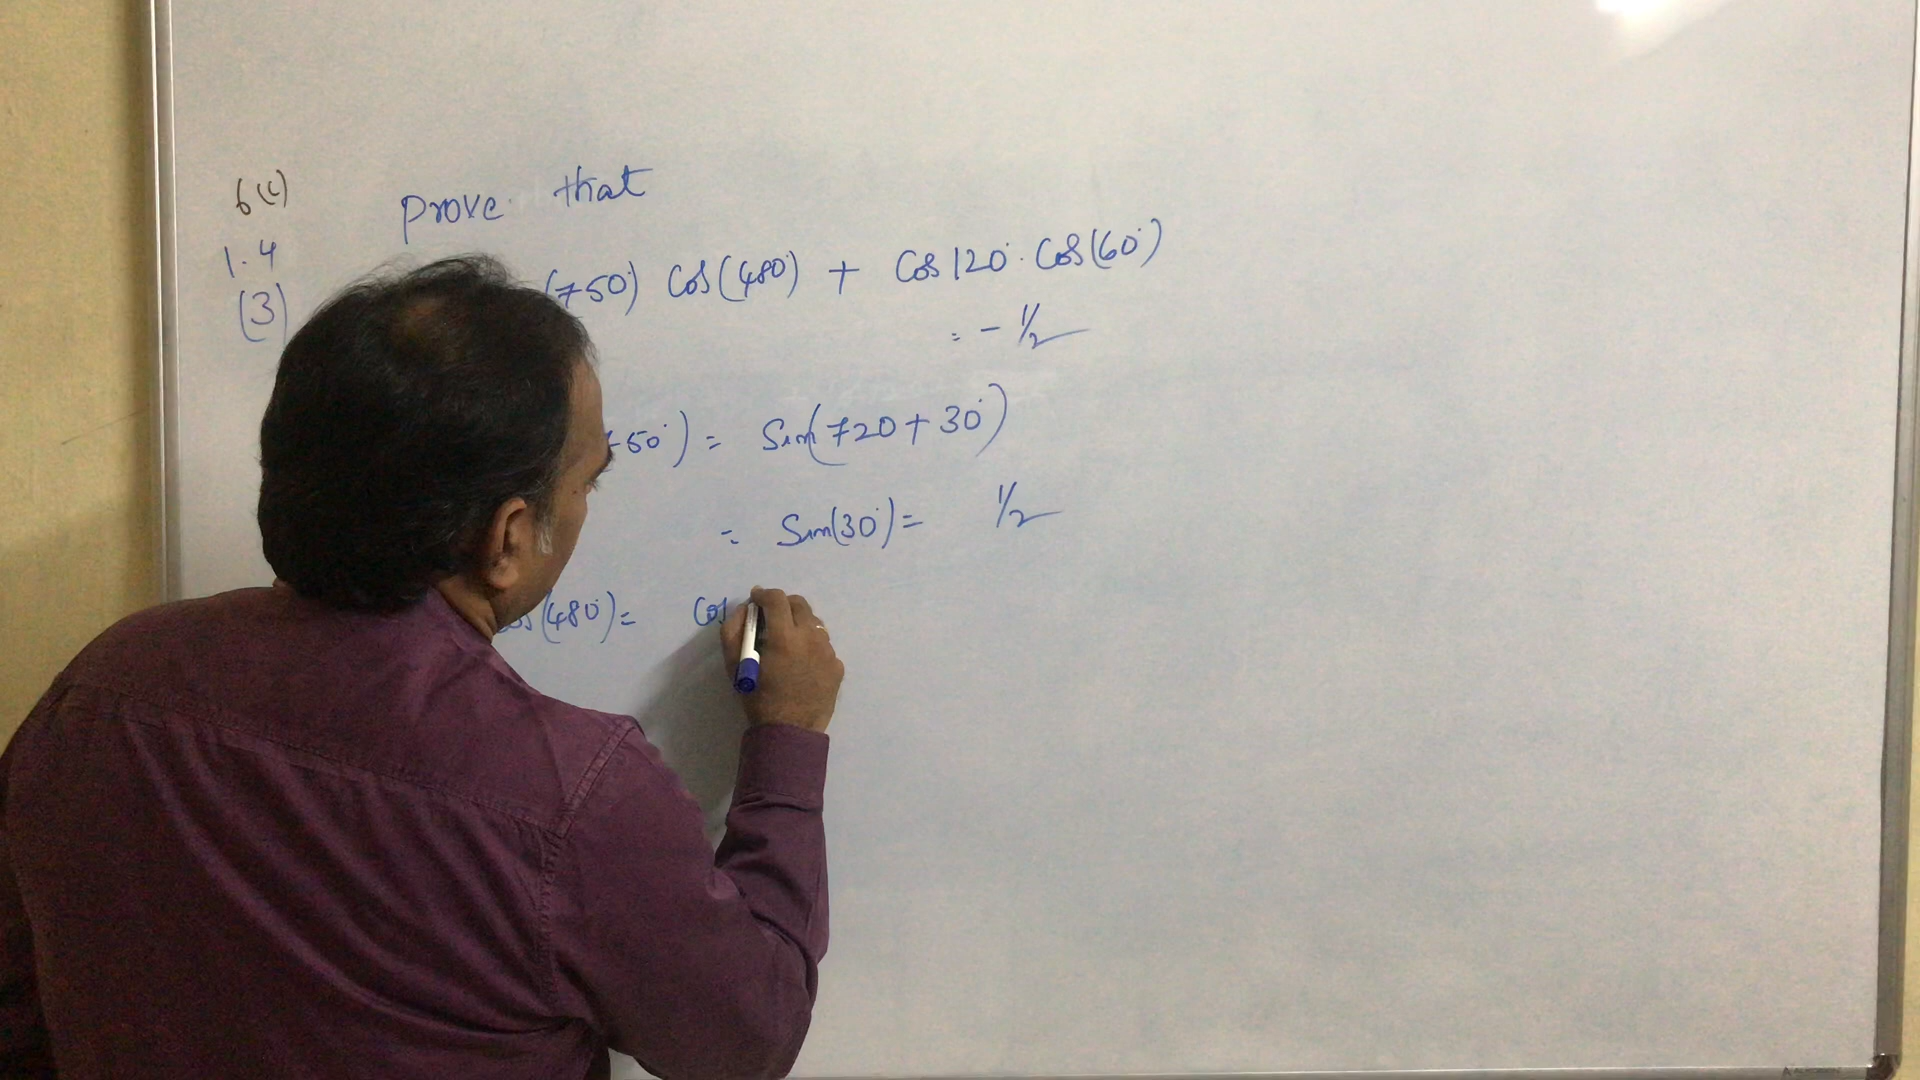 6(c)
1.4
(3)
prove that
(750°) Cos(480°) + Cos 120°. Cos(60°)
= - 1/2
50°) = Sin(720 + 30°)
= Sin(30°) = 1/2
Cos(480°) = Cos